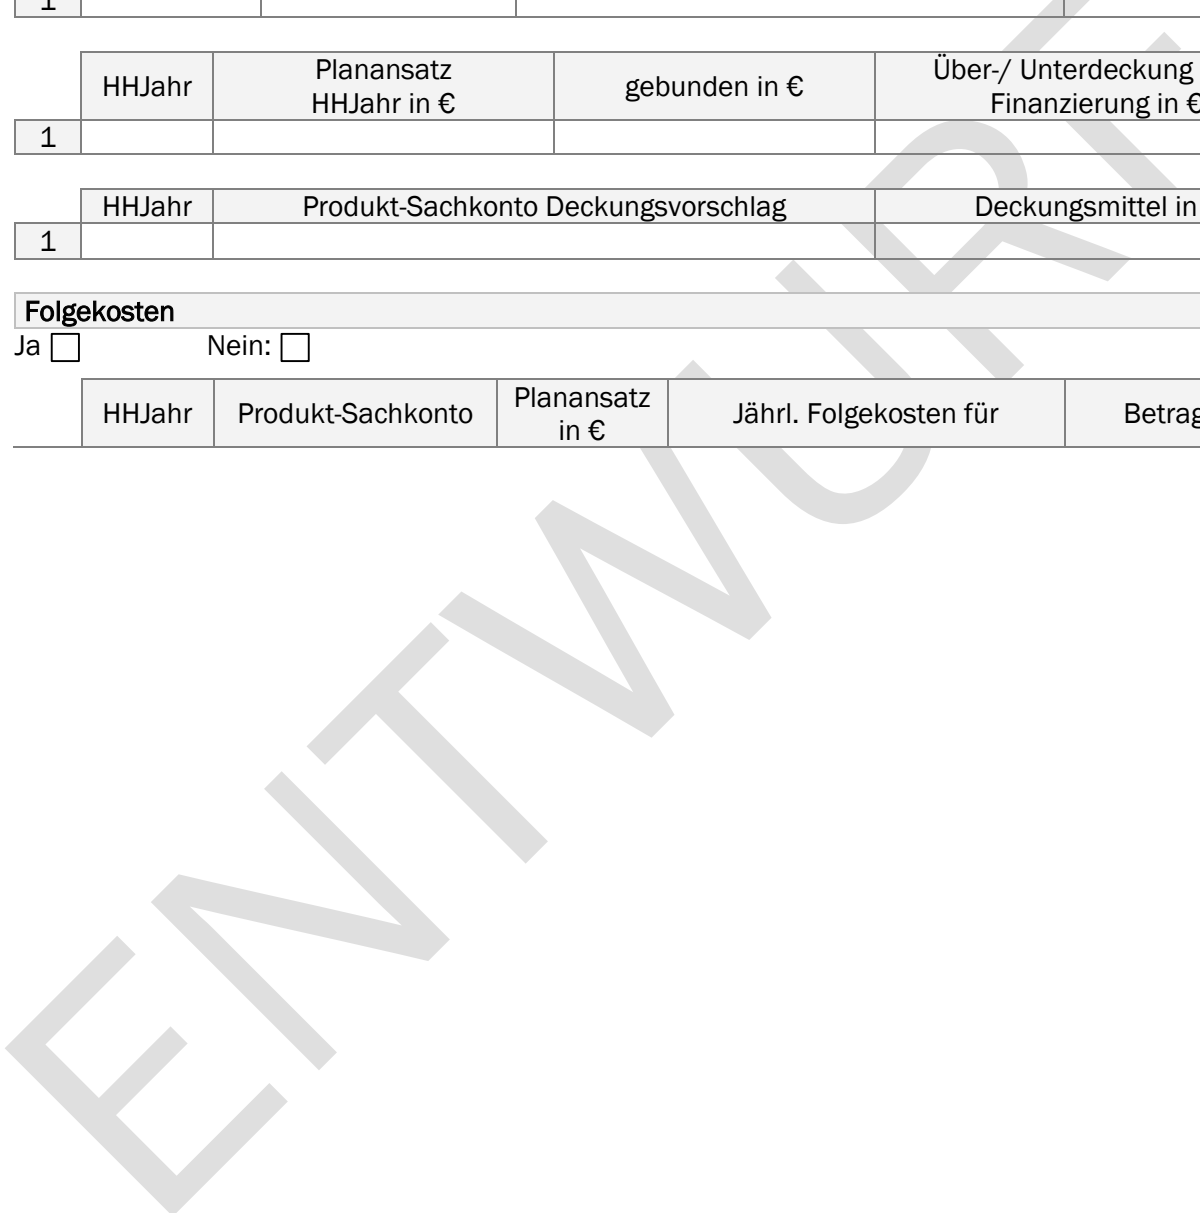 1
HHJahr Planansatz HHJahr in € gebunden in € Über-/ Unterdeckung Finanzierung in €
1
HHJahr Produkt-Sachkonto Deckungsvorschlag Deckungsmittel in
1
Folgekosten
Ja ☐ Nein: ☐
HHJahr Produkt-Sachkonto Planansatz in € Jährl. Folgekosten für Betrag
ENTWURF